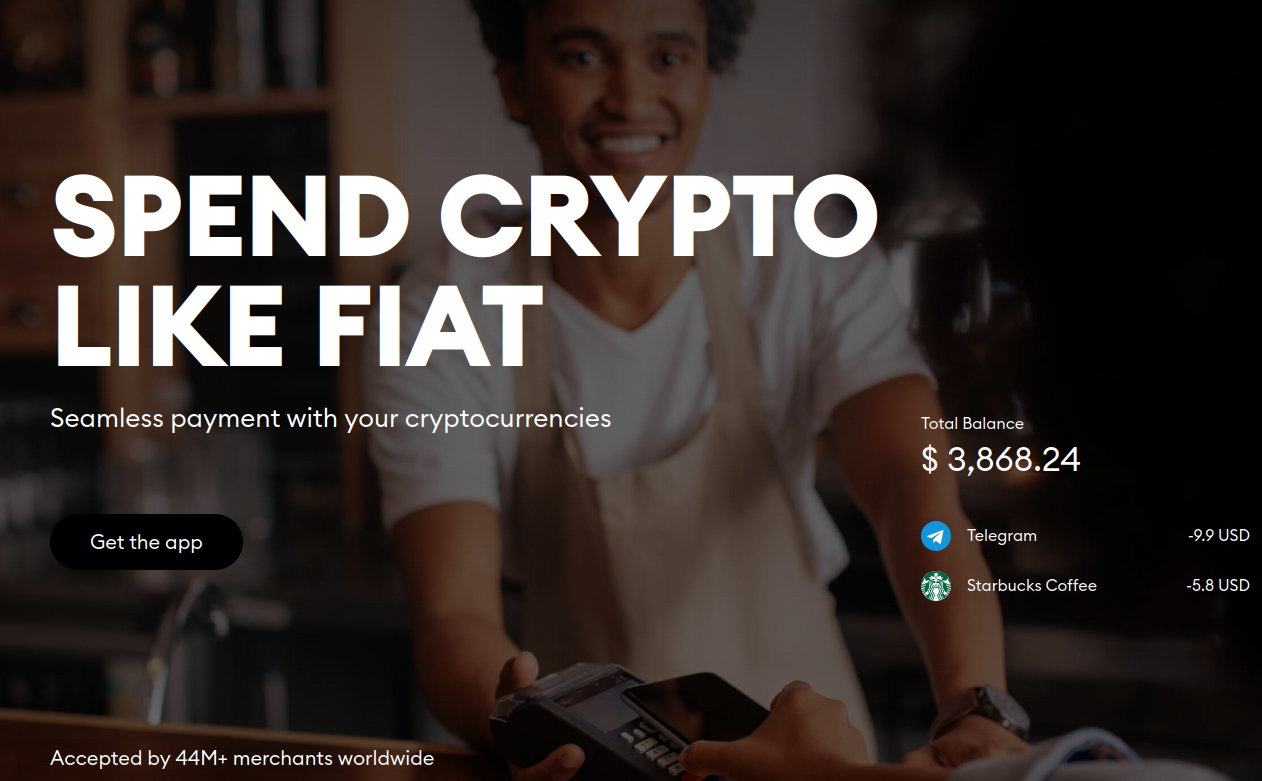 SPEND CRYPTO
LIKE FIAT
Seamless payment with your cryptocurrencies
Get the app
Accepted by 44M+ merchants worldwide
Total Balance
$ 3,868.24
Telegram -9.9 USD
Starbucks Coffee -5.8 USD